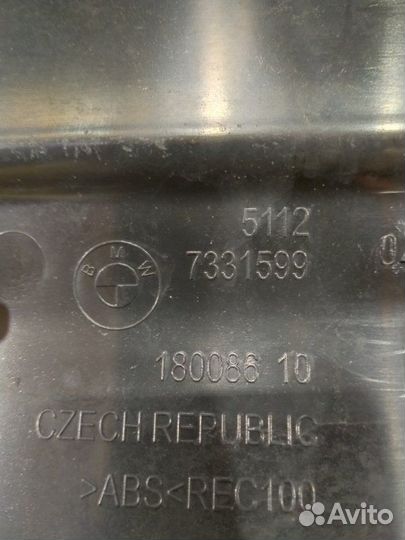 5112
BMW 7331599
180086 10
CZECH REPUBLIC
>ABS<REC100
Avito